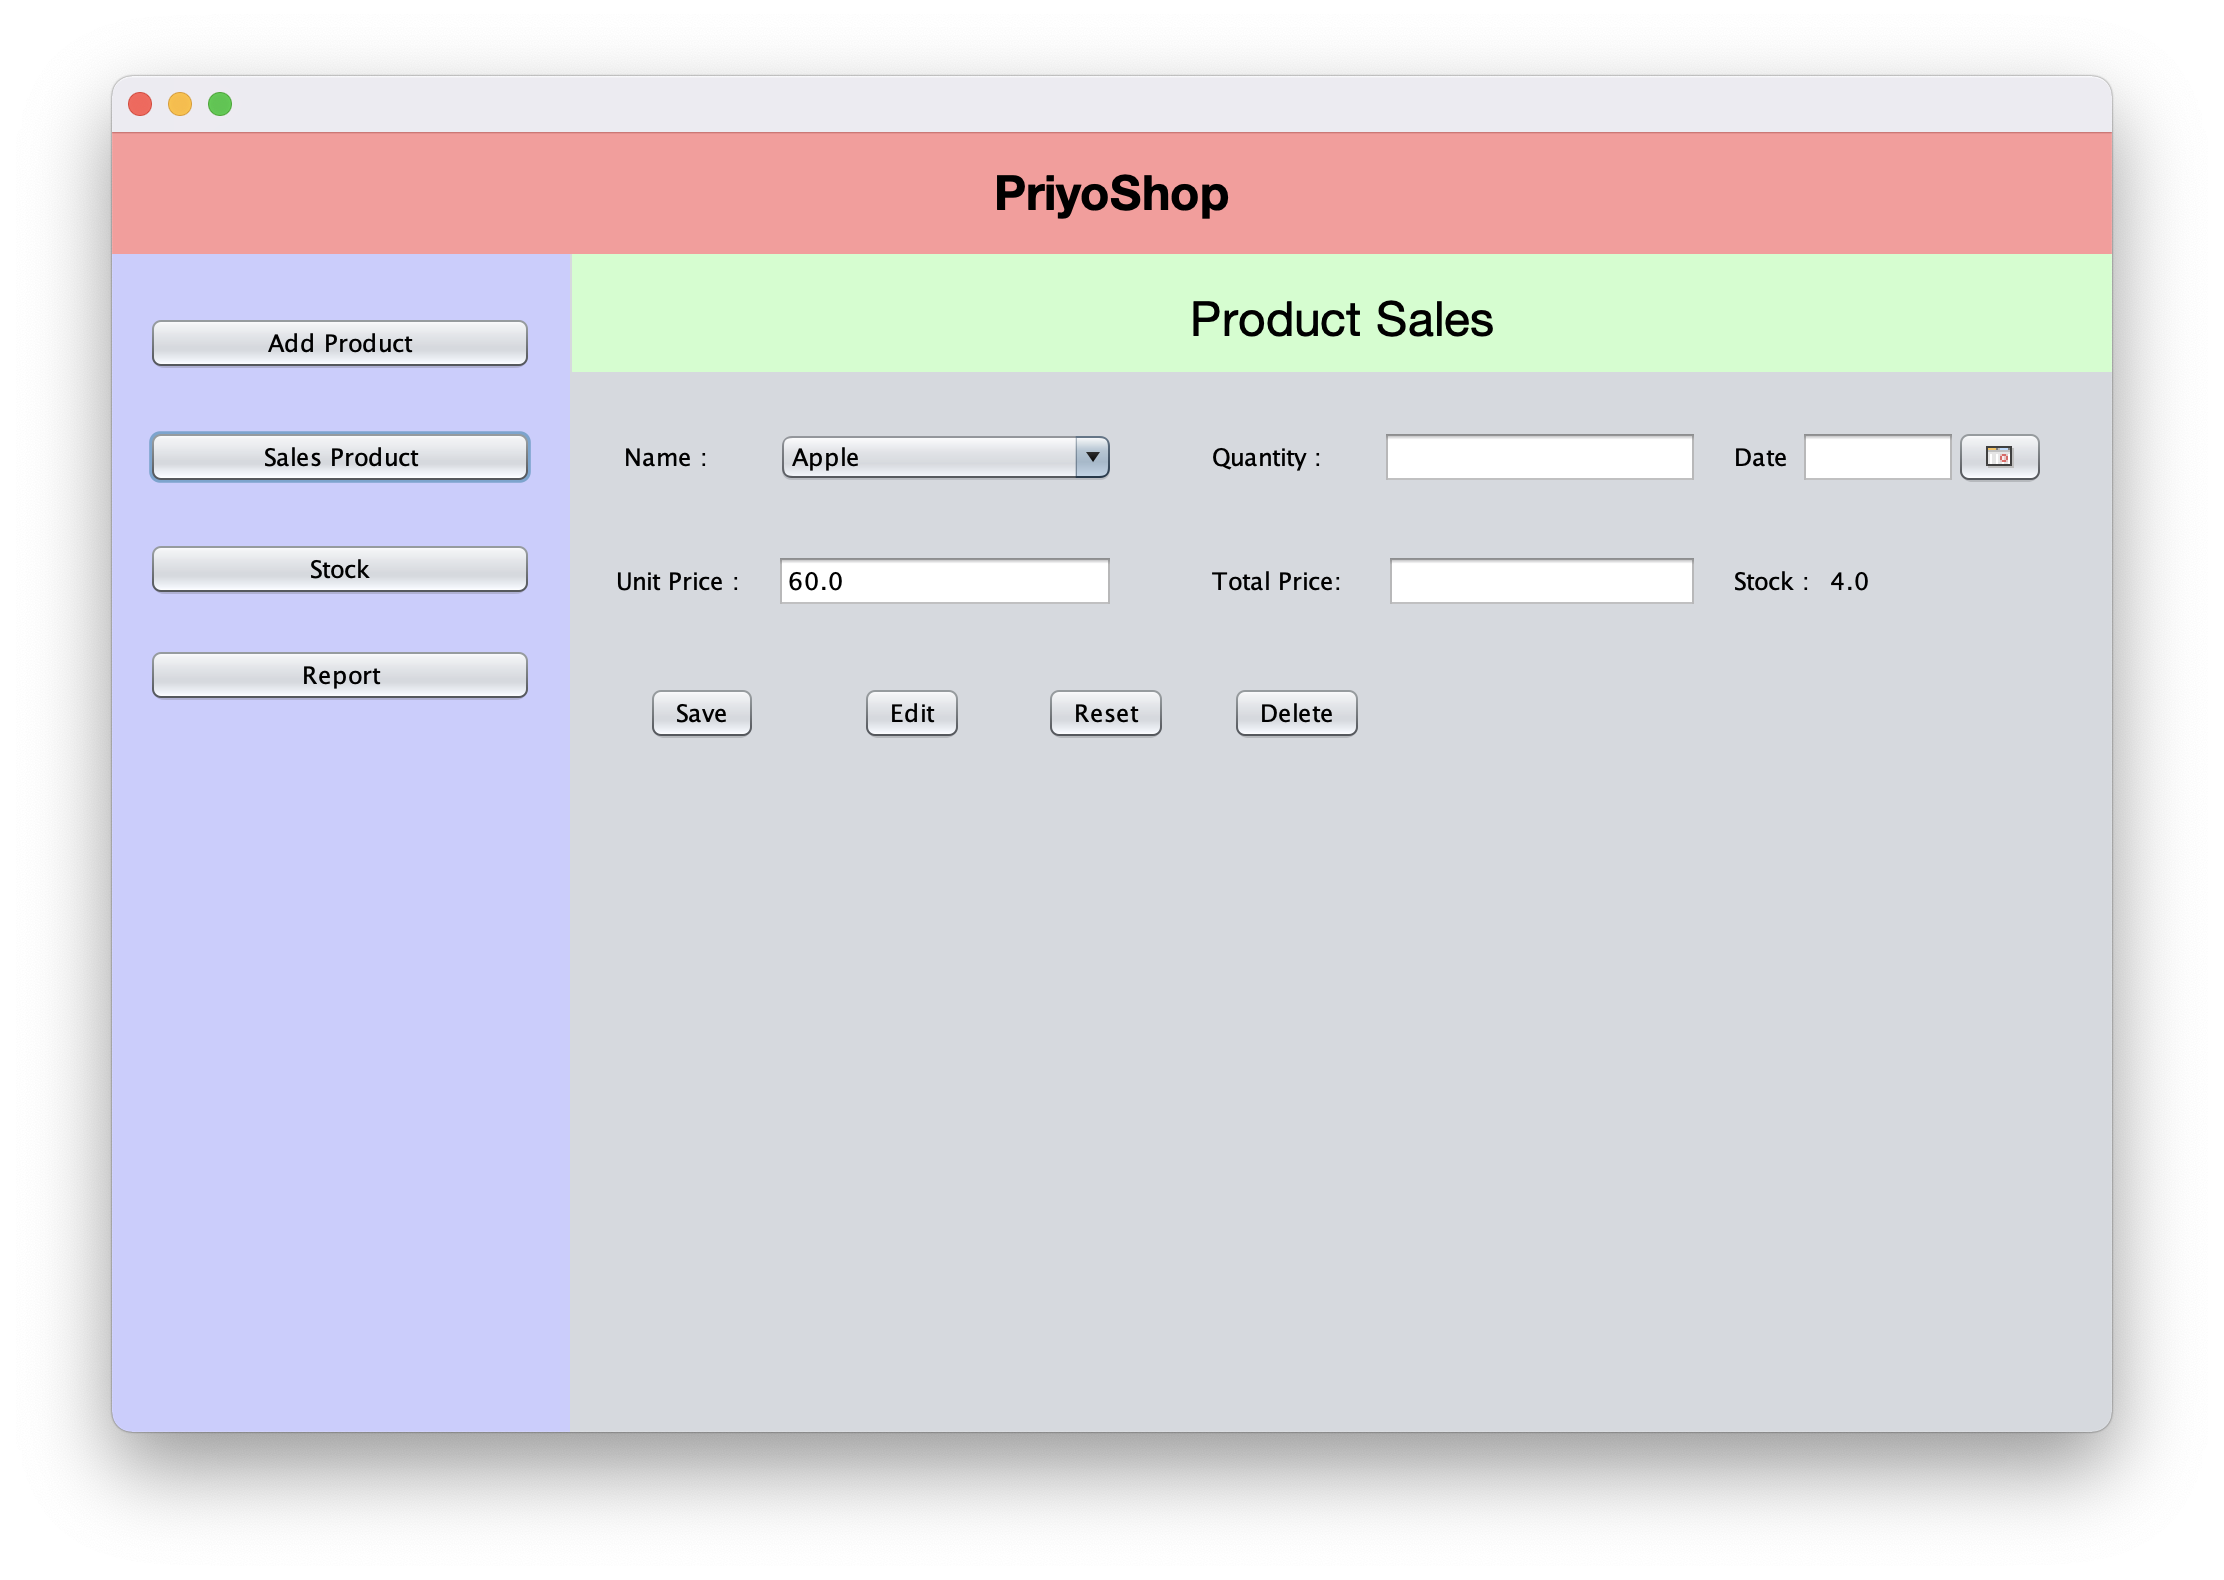 PriyoShop
Add Product
Sales Product
Stock
Report
Product Sales
Name : Apple Quantity : Date
Unit Price : 60.0 Total Price: Stock : 4.0
Save Edit Reset Delete